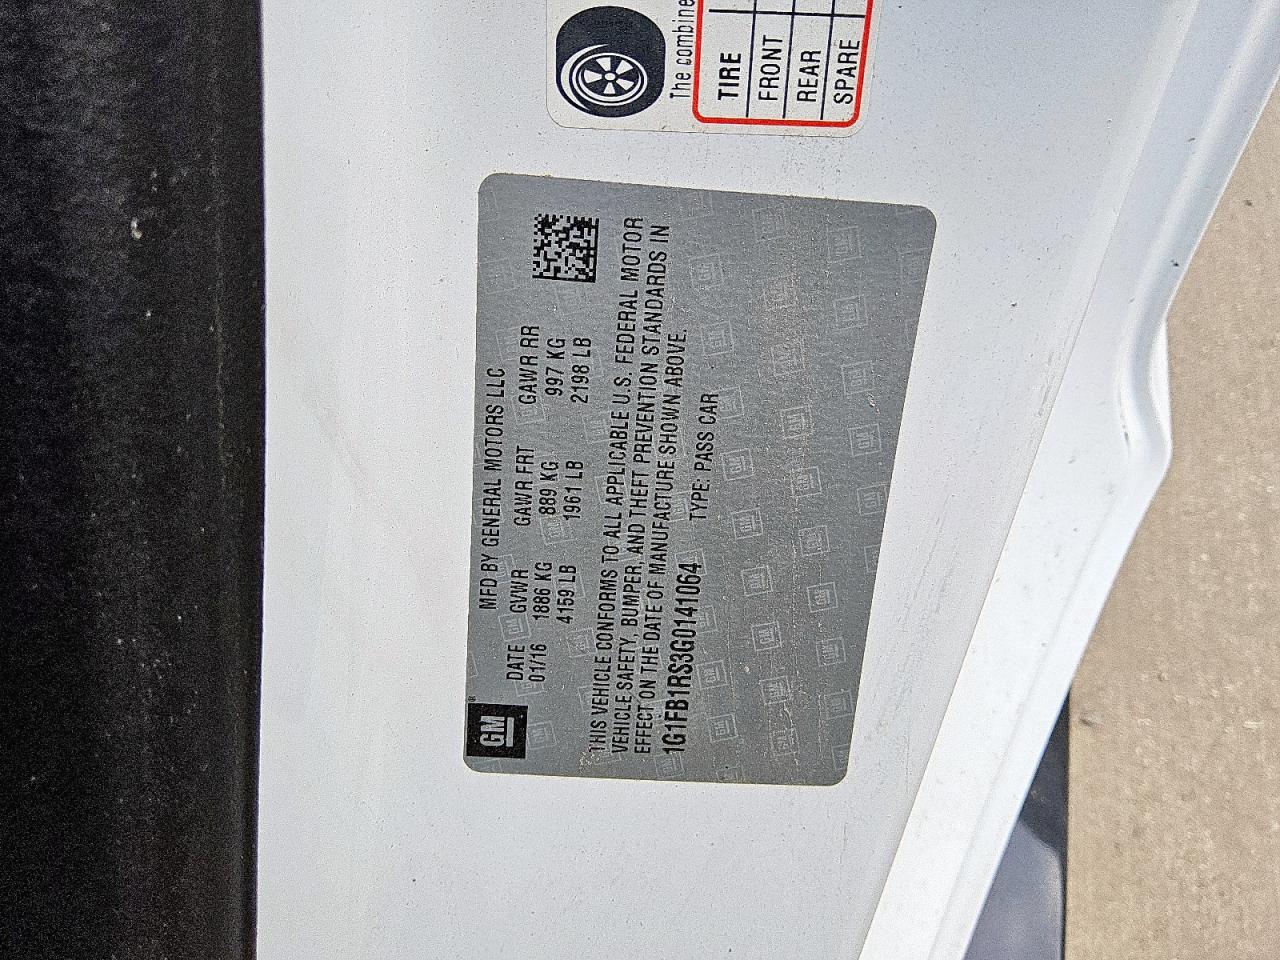 The combine
TIRE
FRONT
REAR
SPARE
GM
MFD BY GENERAL MOTORS LLC
DATE GVWR GAWR FRT GAWR RR
01/16 1886 KG 889 KG 997 KG
4159 LB 1961 LB 2198 LB
THIS VEHICLE CONFORMS TO ALL APPLICABLE U.S. FEDERAL MOTOR
VEHICLE SAFETY, BUMPER, AND THEFT PREVENTION STANDARDS IN
EFFECT ON THE DATE OF MANUFACTURE SHOWN ABOVE.
1G1FB1RS3G0141064 TYPE: PASS CAR